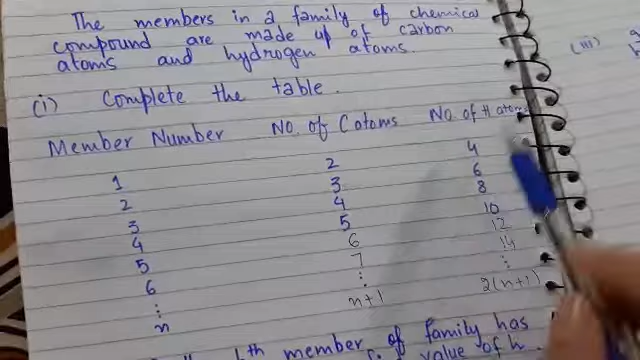 The members in a family of chemical
compound are made up of carbon
atoms and hydrogen atoms.
(i) Complete the table.
Member Number No. of C atoms No. of H atoms
1 2 4
2 3 6
3 4 8
4 5 10
5 6 12
6 7 14
⋮ ⋮ ⋮
n n+1 2(n+1)
member of family has
value of h.
(iii)